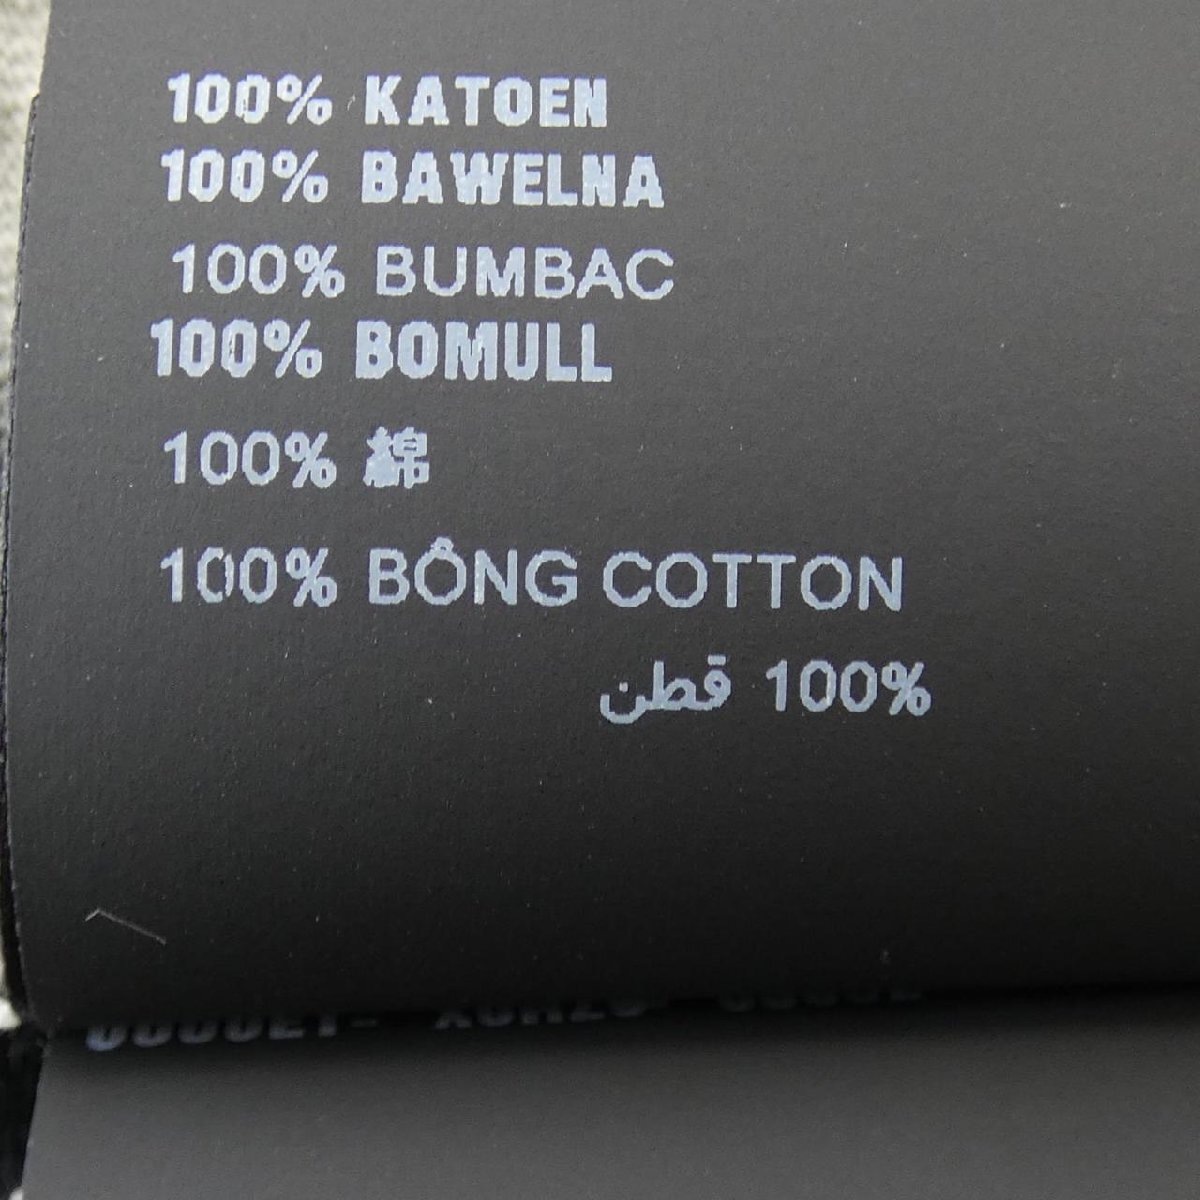 100% KATOEN
100% BAWELNA
100% BUMBAC
100% BOMULL
100% 綿
100% BÔNG COTTON
100% قطن